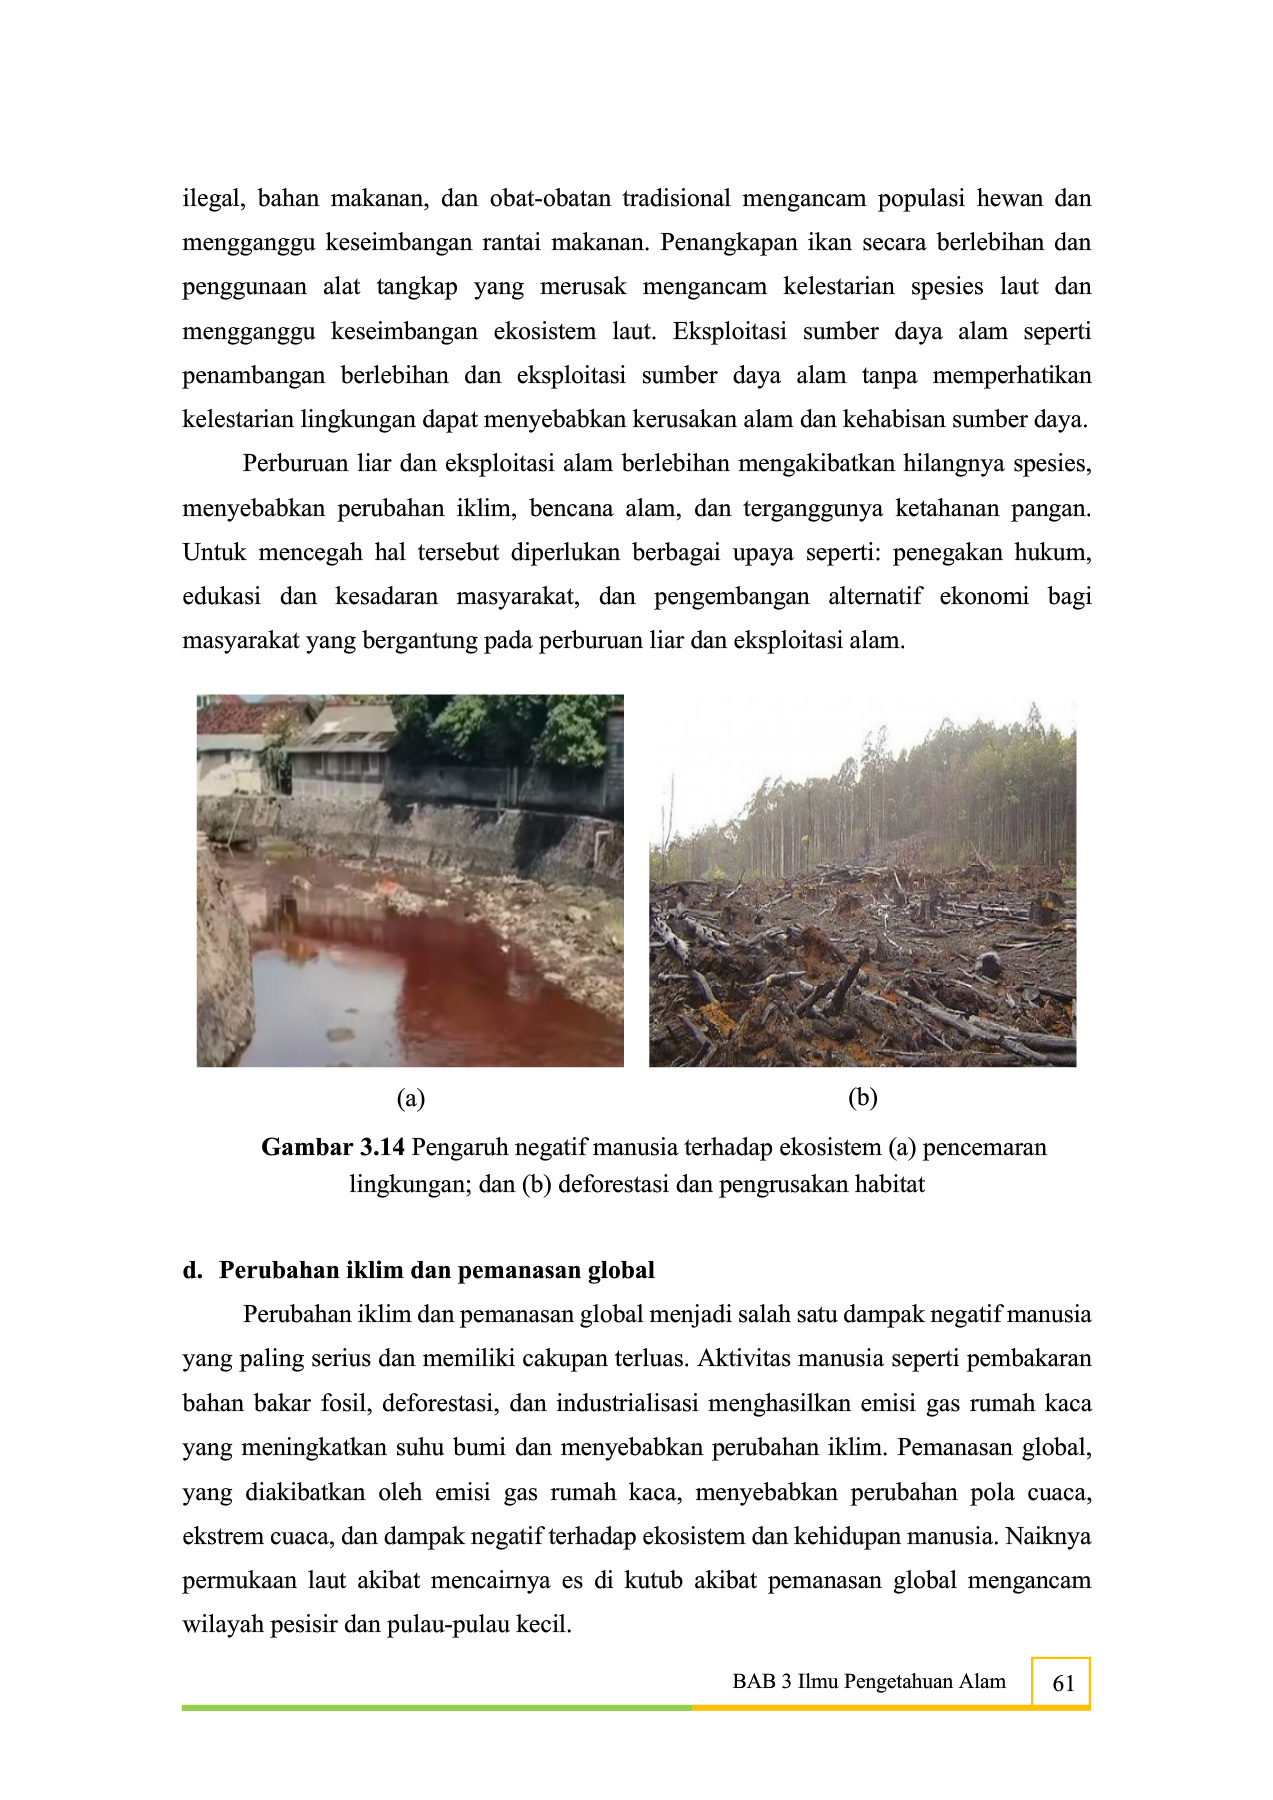 ilegal, bahan makanan, dan obat-obatan tradisional mengancam populasi hewan dan
mengganggu keseimbangan rantai makanan. Penangkapan ikan secara berlebihan dan
penggunaan alat tangkap yang merusak mengancam kelestarian spesies laut dan
mengganggu keseimbangan ekosistem laut. Eksploitasi sumber daya alam seperti
penambangan berlebihan dan eksploitasi sumber daya alam tanpa memperhatikan
kelestarian lingkungan dapat menyebabkan kerusakan alam dan kehabisan sumber daya.
Perburuan liar dan eksploitasi alam berlebihan mengakibatkan hilangnya spesies,
menyebabkan perubahan iklim, bencana alam, dan terganggunya ketahanan pangan.
Untuk mencegah hal tersebut diperlukan berbagai upaya seperti: penegakan hukum,
edukasi dan kesadaran masyarakat, dan pengembangan alternatif ekonomi bagi
masyarakat yang bergantung pada perburuan liar dan eksploitasi alam.
(a) (b)
Gambar 3.14 Pengaruh negatif manusia terhadap ekosistem (a) pencemaran
lingkungan; dan (b) deforestasi dan pengrusakan habitat
d. Perubahan iklim dan pemanasan global
Perubahan iklim dan pemanasan global menjadi salah satu dampak negatif manusia
yang paling serius dan memiliki cakupan terluas. Aktivitas manusia seperti pembakaran
bahan bakar fosil, deforestasi, dan industrialisasi menghasilkan emisi gas rumah kaca
yang meningkatkan suhu bumi dan menyebabkan perubahan iklim. Pemanasan global,
yang diakibatkan oleh emisi gas rumah kaca, menyebabkan perubahan pola cuaca,
ekstrem cuaca, dan dampak negatif terhadap ekosistem dan kehidupan manusia. Naiknya
permukaan laut akibat mencairnya es di kutub akibat pemanasan global mengancam
wilayah pesisir dan pulau-pulau kecil.
BAB 3 Ilmu Pengetahuan Alam 61